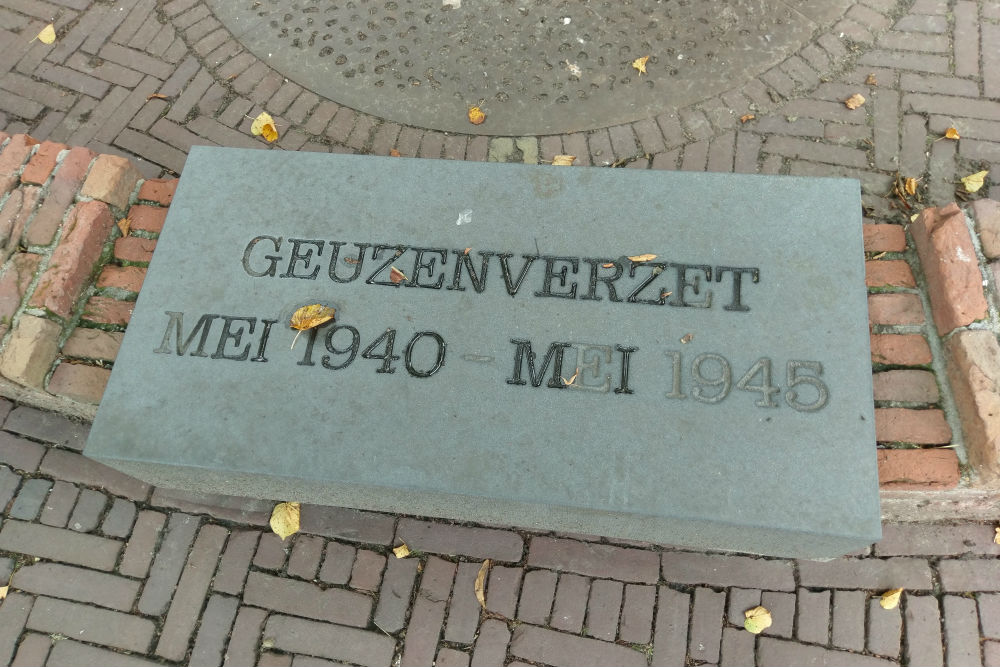 GEUZENVERZET
MEI 1940 - MEI 1945